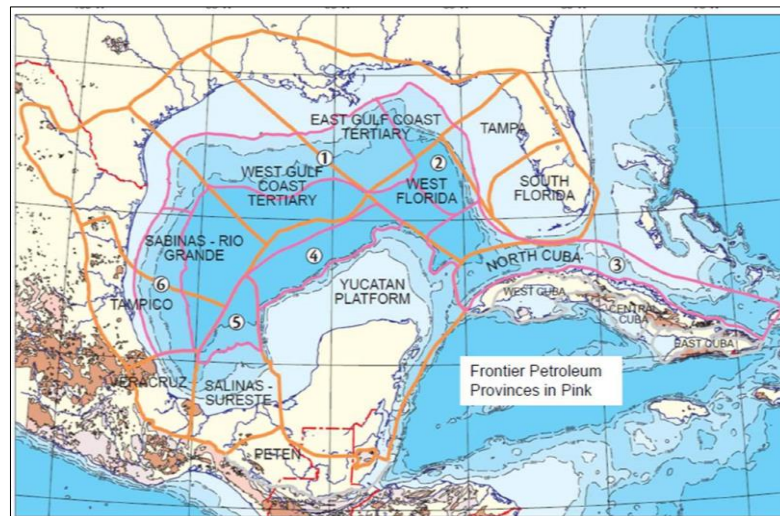 EAST GULF COAST
TERTIARY
TAMPA
①
②
WEST GULF
COAST
TERTIARY
WEST
FLORIDA
SOUTH
FLORIDA
SABINAS - RIO
GRANDE
④
NORTH CUBA
③
YUCATAN
PLATFORM
⑥
WEST CUBA
TAMPICO
⑤
CENTRAL
CUBA
EAST CUBA
VERACRUZ
SALINAS -
SURESTE
Frontier Petroleum
Provinces in Pink
PETEN